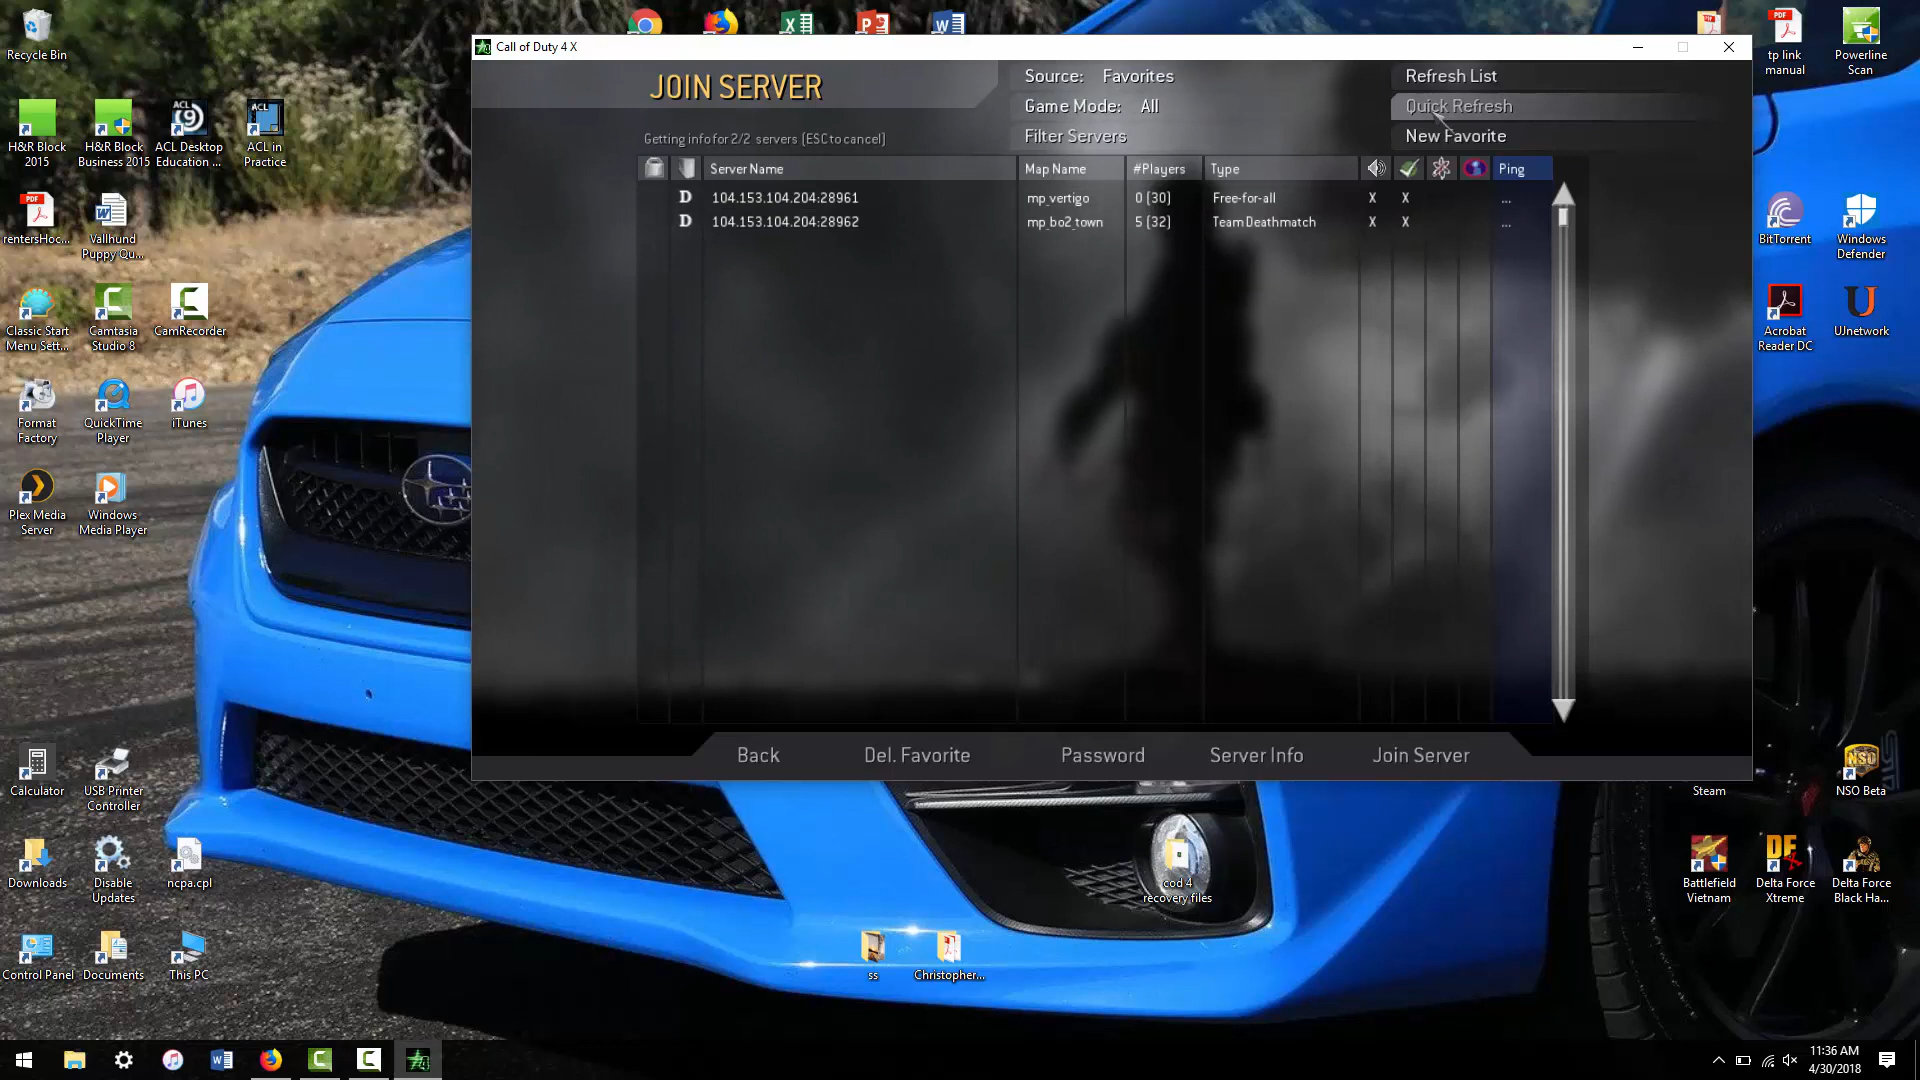 Recycle Bin
tp link
manual
Powerline
Scan
Call of Duty 4 X
JOIN SERVER
Source: Favorites
Refresh List
Game Mode: All
Quick Refresh
Getting info for 2/2 servers (ESC to cancel)
Filter Servers
New Favorite
Server Name
Map Name
#Players
Type
Ping
D 104.153.104.204:28961 mp_vertigo 0 (30) Free-for-all X X ...
D 104.153.104.204:28962 mp_bo2_town 5 (32) Team Deathmatch X X ...
Back
Del. Favorite
Password
Server Info
Join Server
H&R Block
2015
H&R Block
Business 2015
ACL Desktop
Education ...
ACL in
Practice
rentersHoc...
Vallhund
Puppy Qu...
BitTorrent
Windows
Defender
Classic Start
Menu Sett...
Camtasia
Studio 8
CamRecorder
Acrobat
Reader DC
UJnetwork
Format
Factory
QuickTime
Player
iTunes
Plex Media
Server
Windows
Media Player
Calculator
USB Printer
Controller
Steam
NSO Beta
Downloads
Disable
Updates
ncpa.cpl
cod 4
recovery files
Battlefield
Vietnam
Delta Force
Xtreme
Delta Force
Black Ha...
Control Panel
Documents
This PC
ss
Christopher...
11:36 AM
4/30/2018